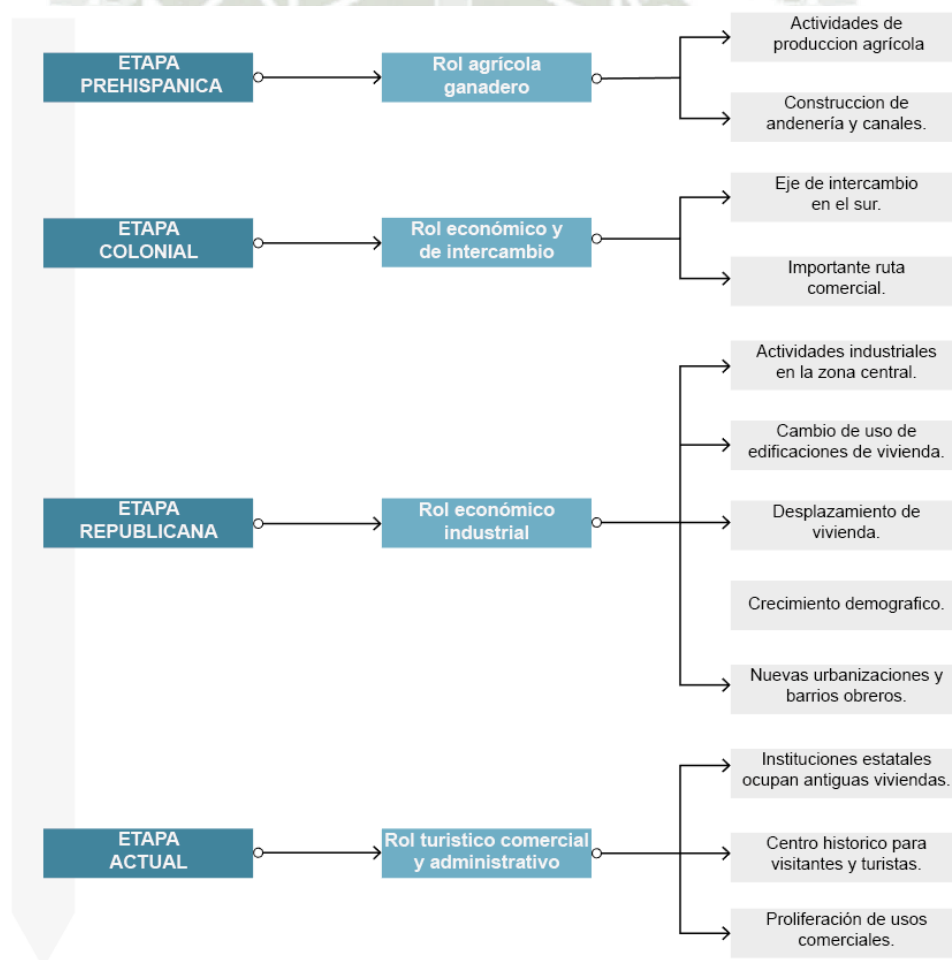 ETAPA
PREHISPANICA
Rol agrícola
ganadero
Actividades de
produccion agrícola
Construccion de
andenería y canales.
ETAPA
COLONIAL
Rol económico y
de intercambio
Eje de intercambio
en el sur.
Importante ruta
comercial.
ETAPA
REPUBLICANA
Rol económico
industrial
Actividades industriales
en la zona central.
Cambio de uso de
edificaciones de vivienda.
Desplazamiento de
vivienda.
Crecimiento demografico.
Nuevas urbanizaciones y
barrios obreros.
ETAPA
ACTUAL
Rol turistico comercial
y administrativo
Instituciones estatales
ocupan antiguas viviendas.
Centro historico para
visitantes y turistas.
Proliferación de usos
comerciales.